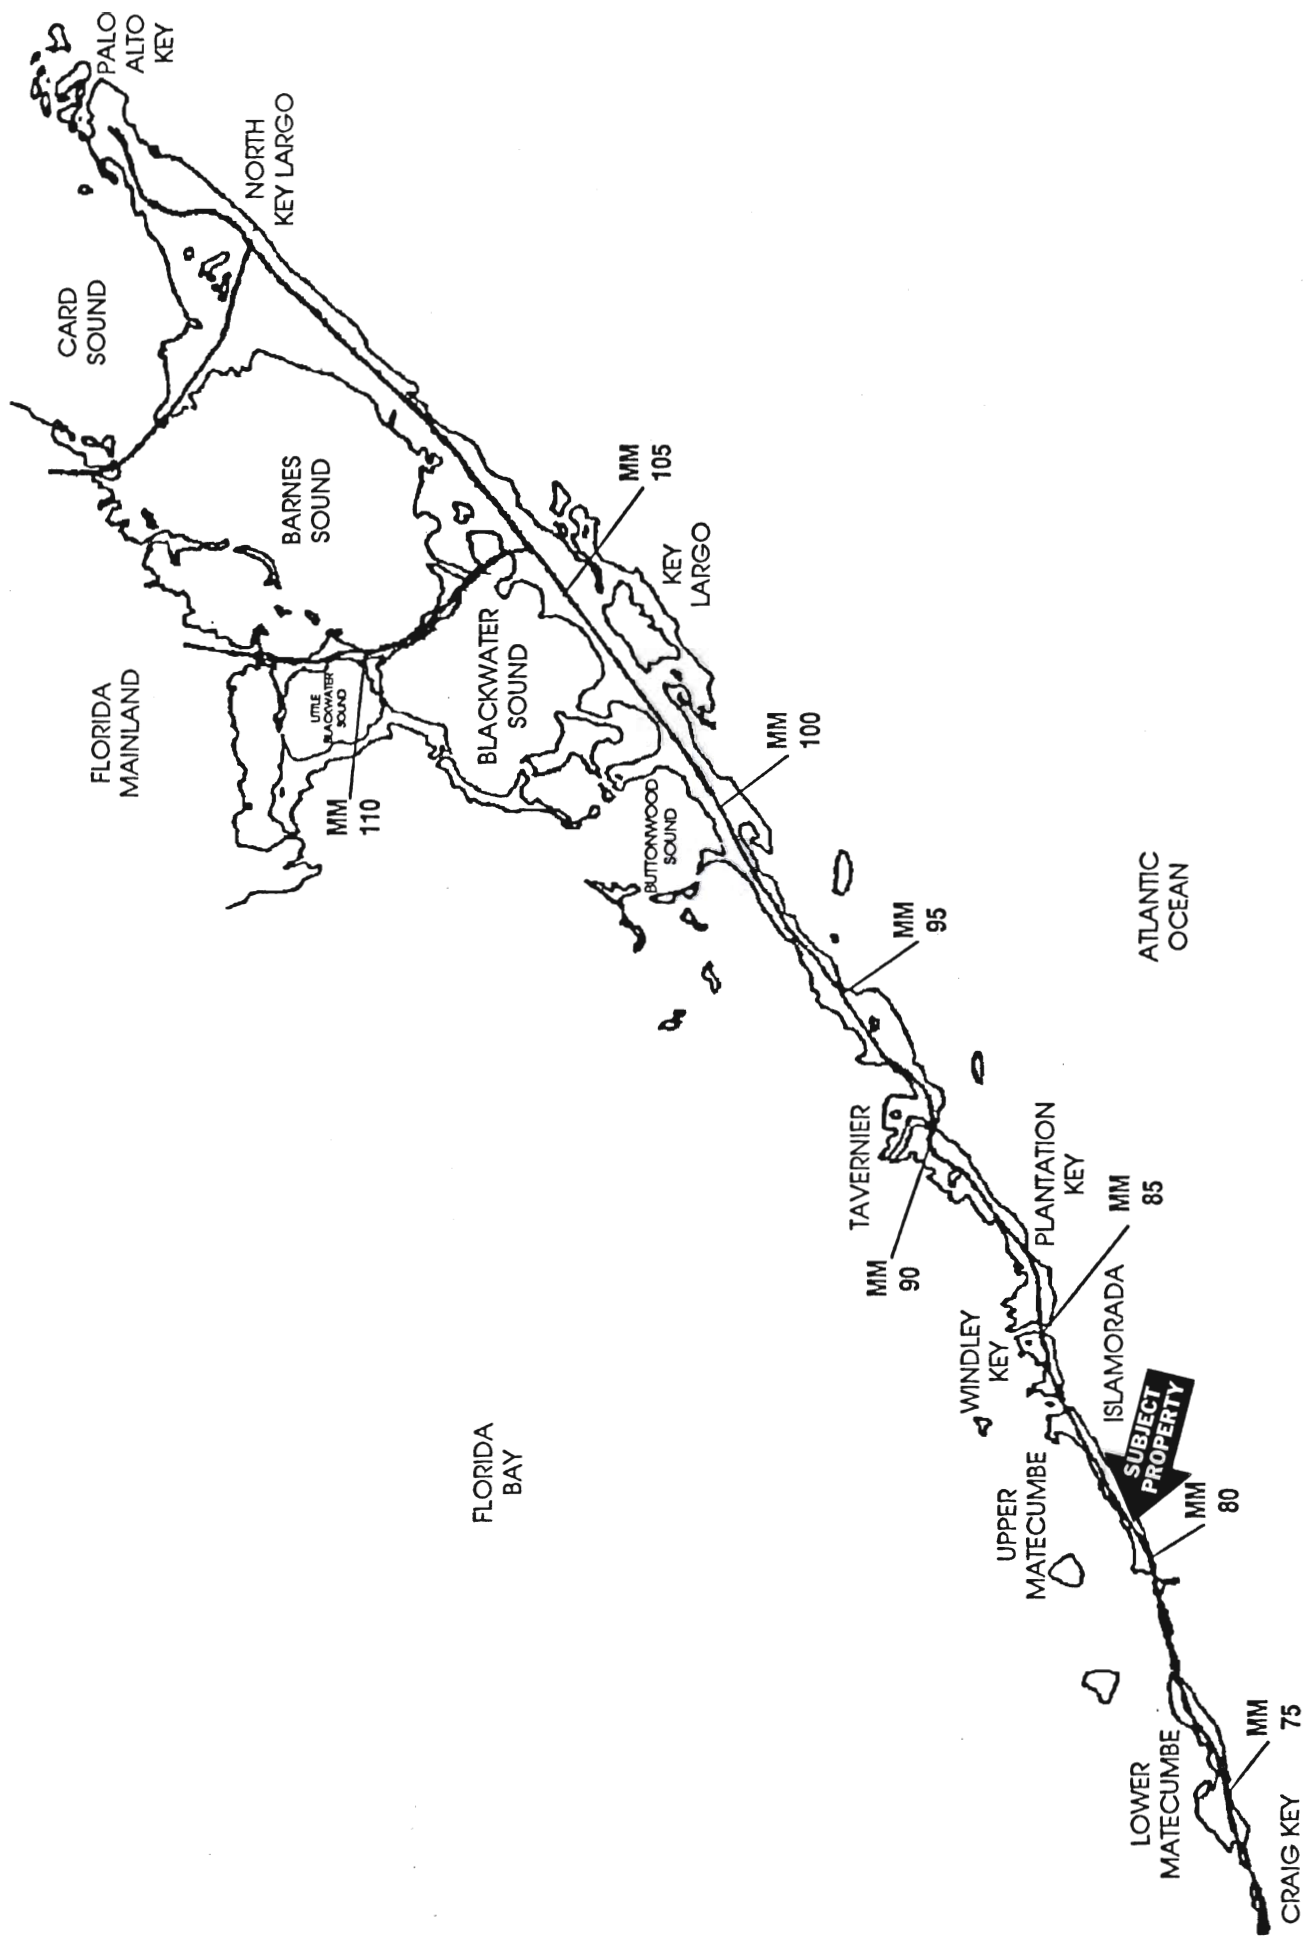 PALO
ALTO
KEY
NORTH
KEY LARGO
CARD
SOUND
BARNES
SOUND
MM
105
KEY
LARGO
FLORIDA
MAINLAND
LITTLE
BLACKWATER
SOUND
BLACKWATER
SOUND
MM
110
MM
100
BUTTONWOOD
SOUND
MM
95
ATLANTIC
OCEAN
TAVERNIER
MM
90
PLANTATION
KEY
MM
85
WINDLEY
KEY
ISLAMORADA
FLORIDA
BAY
SUBJECT
PROPERTY
UPPER
MATECUMBE
MM
80
LOWER
MATECUMBE
MM
75
CRAIG KEY